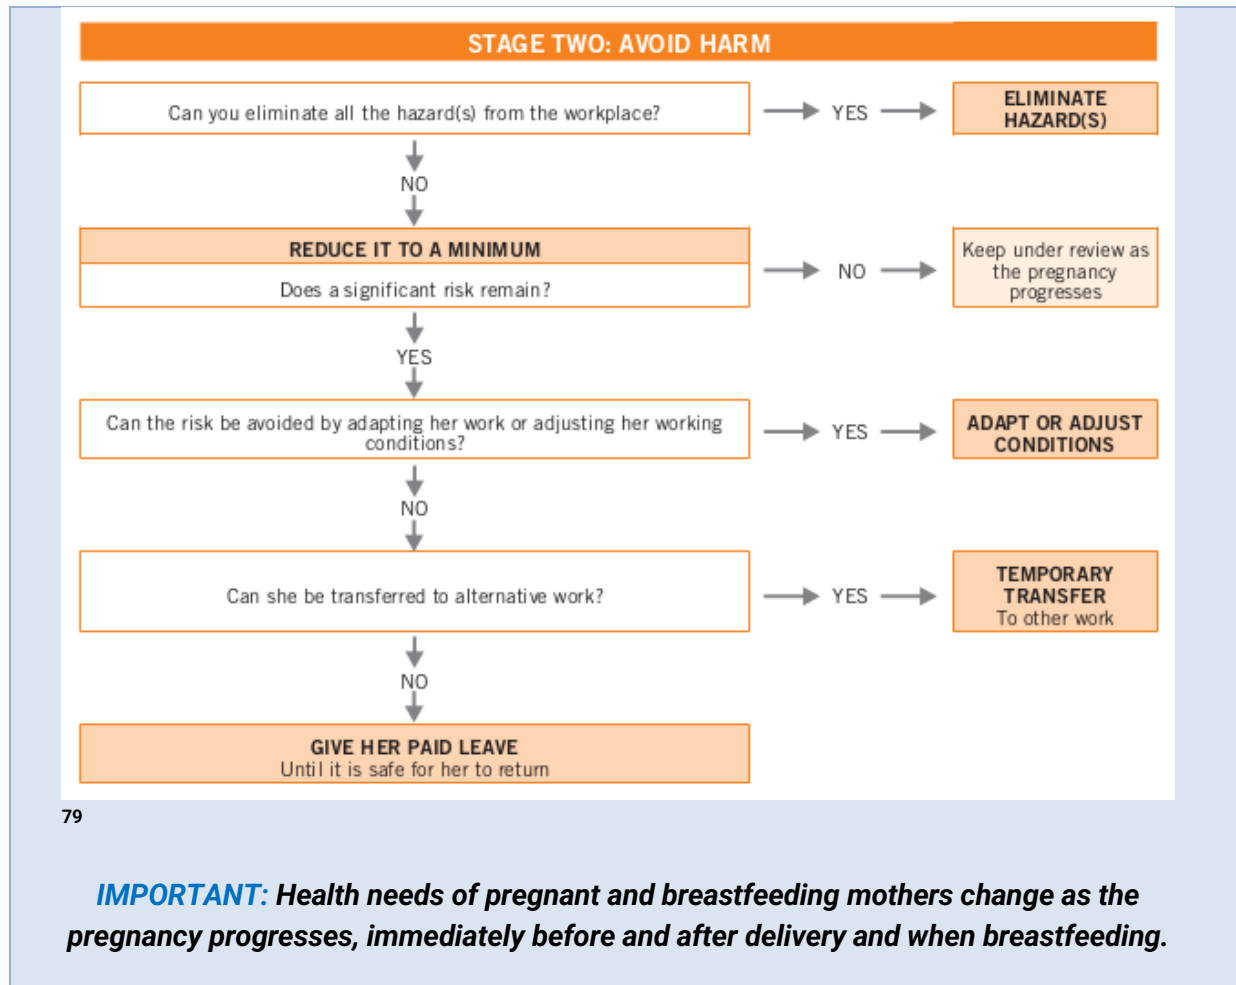 STAGE TWO: AVOID HARM
Can you eliminate all the hazard(s) from the workplace?
YES
ELIMINATE
HAZARD(S)
NO
REDUCE IT TO A MINIMUM
Does a significant risk remain?
NO
Keep under review as
the pregnancy
progresses
YES
Can the risk be avoided by adapting her work or adjusting her working
conditions?
YES
ADAPT OR ADJUST
CONDITIONS
NO
Can she be transferred to alternative work?
YES
TEMPORARY
TRANSFER
To other work
NO
GIVE HER PAID LEAVE
Until it is safe for her to return
79
IMPORTANT: Health needs of pregnant and breastfeeding mothers change as the
pregnancy progresses, immediately before and after delivery and when breastfeeding.